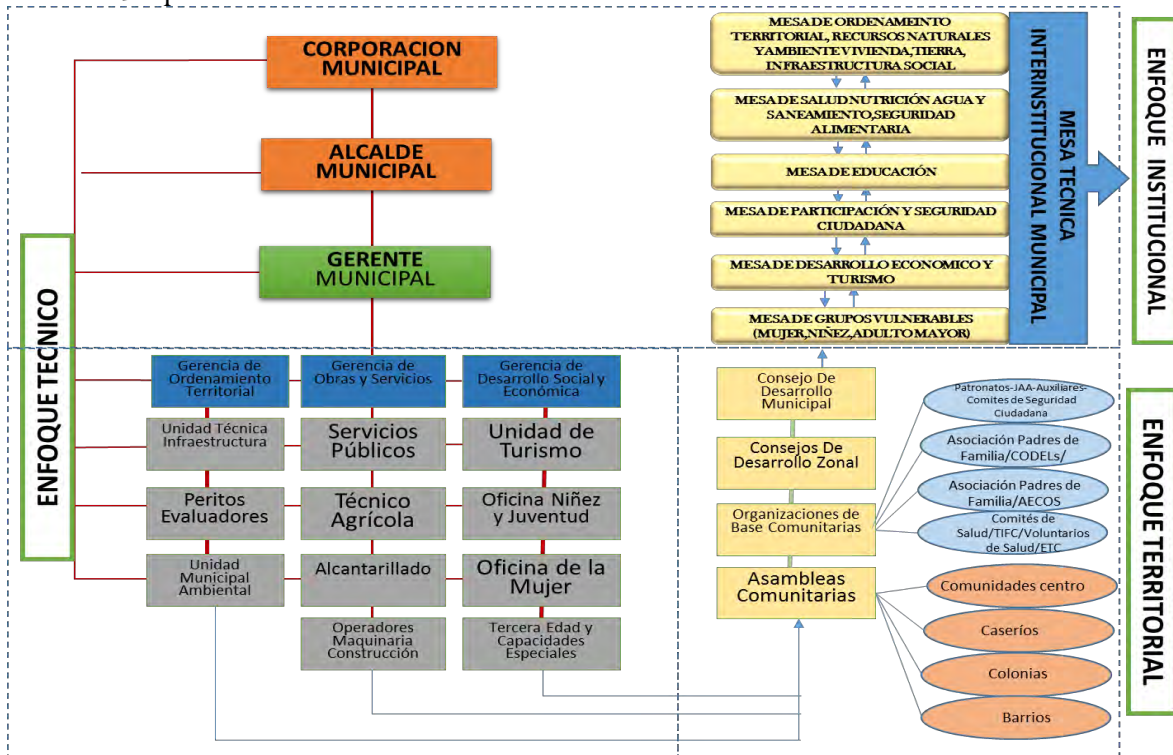 CORPORACION
MUNICIPAL
ALCALDE
MUNICIPAL
GERENTE
MUNICIPAL
ENFOQUE TECNICO
Gerencia de
Ordenamiento
Territorial
Gerencia de
Obras y Servicios
Gerencia de
Desarrollo Social y
Económica
Unidad Técnica
Infraestructura
Servicios
Públicos
Unidad de
Turismo
Peritos
Evaluadores
Técnico
Agrícola
Oficina Niñez
y Juventud
Unidad
Municipal
Ambiental
Alcantarillado
Oficina de la
Mujer
Operadores
Maquinaria
Construcción
Tercera Edad y
Capacidades
Especiales
MESA DE ORDENAMEINTO
TERRITORIAL, RECURSOS NATURALES
YAMBIENTE VIVIENDA,TIERRA,
INFRAESTRUCTURA SOCIAL
MESA DE SALUD NUTRICIÓN AGUA Y
SANEAMIENTO,SEGURIDAD
ALIMENTARIA
MESA DE EDUCACIÓN
MESA DE PARTICIPACIÓN Y SEGURIDAD
CIUDADANA
MESA DE DESARROLLO ECONOMICO Y
TURISMO
MESA DE GRUPOS VULNERABLES
(MUJER,NIÑEZ,ADULTO MAYOR)
MESA TECNICA
INTERINSTITUCIONAL MUNICIPAL
ENFOQUE INSTITUCIONAL
Consejo De
Desarrollo
Municipal
Consejos De
Desarrollo Zonal
Organizaciones de
Base Comunitarias
Asambleas
Comunitarias
Patronatos-JAA-Auxiliares-
Comites de Seguridad
Ciudadana
Asociación Padres de
Familia/CODELs/
Asociación Padres de
Familia/AECOS
Comités de
Salud/TIFC/Voluntarios
de Salud/ETC
Comunidades centro
Caseríos
Colonias
Barrios
ENFOQUE TERRITORIAL